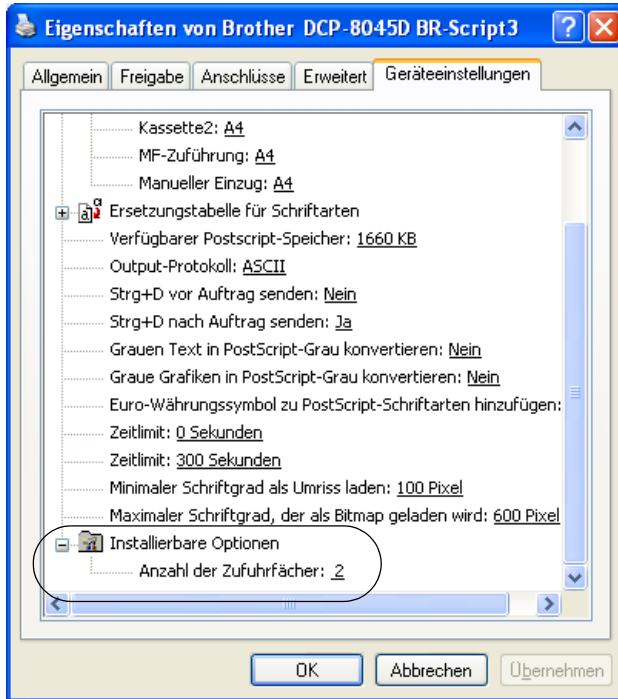 Eigenschaften von Brother DCP-8045D BR-Script3
Allgemein Freigabe Anschlüsse Erweitert Geräteeinstellungen
Kassette2: A4
MF-Zuführung: A4
Manueller Einzug: A4
Ersetzungstabelle für Schriftarten
Verfügbarer Postscript-Speicher: 1660 KB
Output-Protokoll: ASCII
Strg+D vor Auftrag senden: Nein
Strg+D nach Auftrag senden: Ja
Grauen Text in PostScript-Grau konvertieren: Nein
Graue Grafiken in PostScript-Grau konvertieren: Nein
Euro-Währungssymbol zu PostScript-Schriftarten hinzufügen:
Zeitlimit: 0 Sekunden
Zeitlimit: 300 Sekunden
Minimaler Schriftgrad als Umriss laden: 100 Pixel
Maximaler Schriftgrad, der als Bitmap geladen wird: 600 Pixel
Installierbare Optionen
Anzahl der Zufuhrfächer: 2
OK Abbrechen Übernehmen